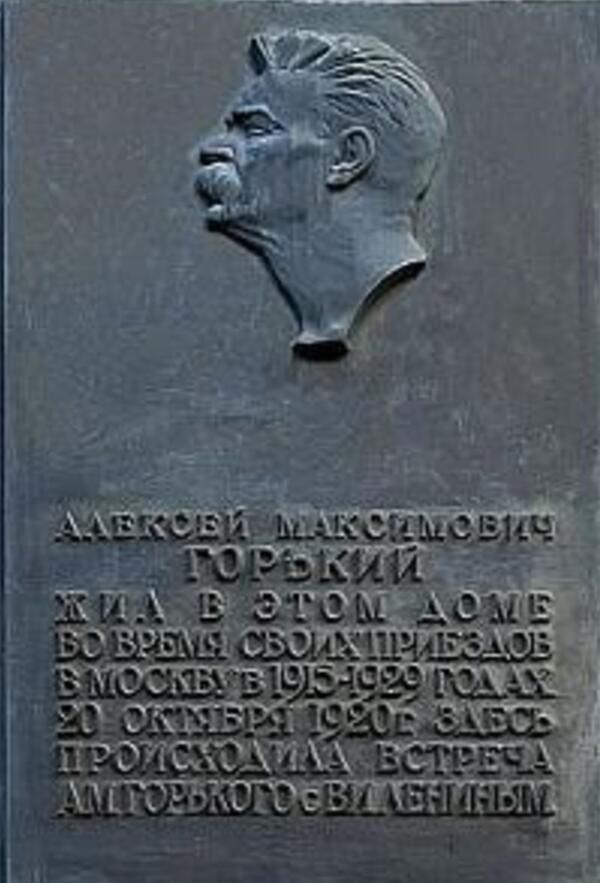 АЛЕКСЕЙ МАКСИМОВИЧ
ГОРЬКИЙ
ЖИЛ В ЭТОМ ДОМЕ
ВО ВРЕМЯ СВОИХ ПРИЕЗДОВ
В МОСКВУ В 1915-1929 ГОДАХ.
20 ОКТЯБРЯ 1920 г. ЗДЕСЬ
ПРОИСХОДИЛА ВСТРЕЧА
А.М.ГОРЬКОГО с В.И.ЛЕНИНЫМ.